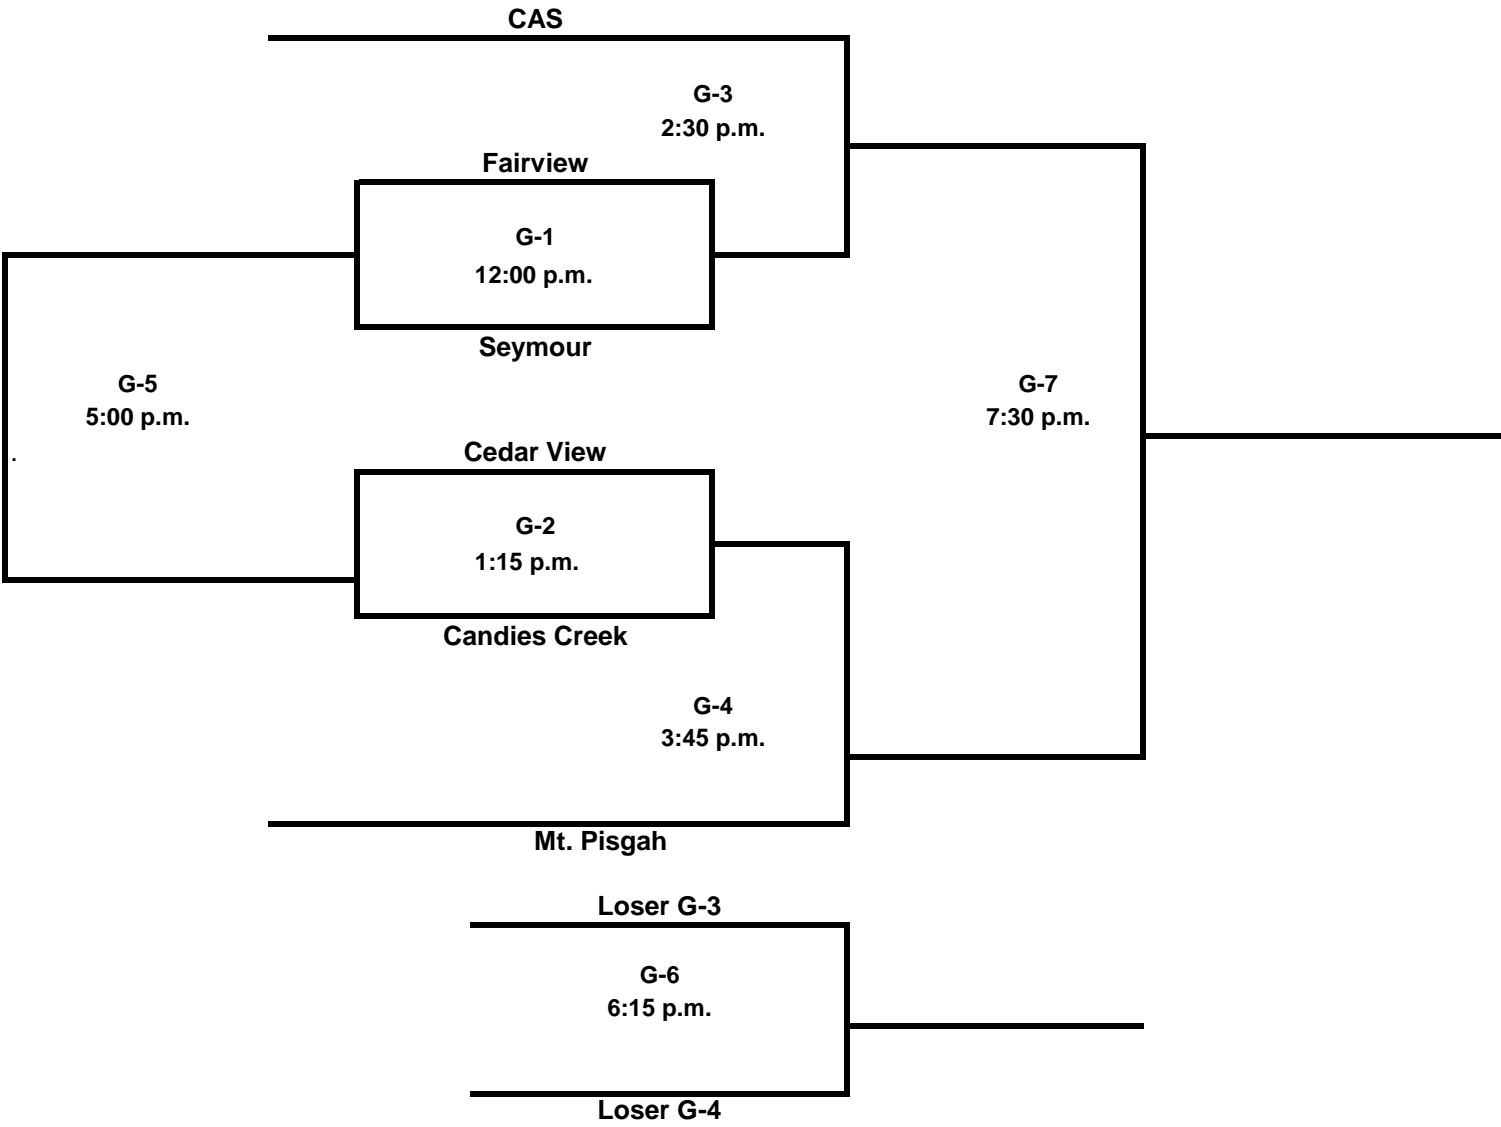 CAS
G-3
2:30 p.m.
Fairview
G-1
12:00 p.m.
Seymour
G-5
5:00 p.m.
G-7
7:30 p.m.
.
Cedar View
G-2
1:15 p.m.
Candies Creek
G-4
3:45 p.m.
Mt. Pisgah
Loser G-3
G-6
6:15 p.m.
Loser G-4